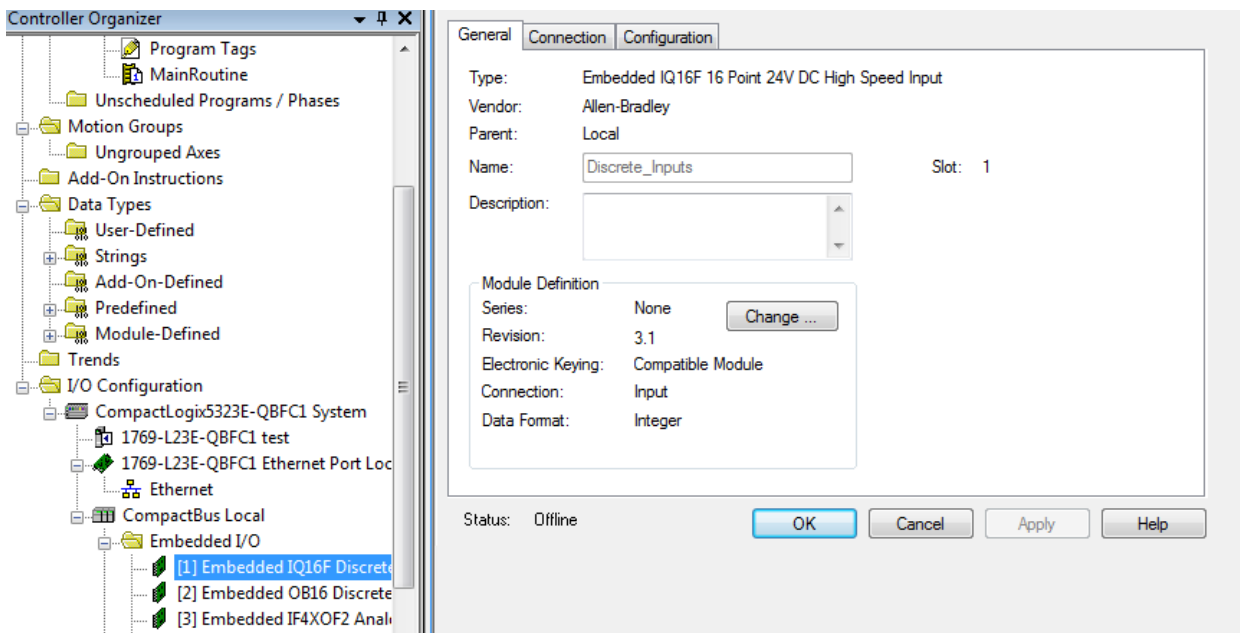 Controller Organizer
Program Tags
MainRoutine
Unscheduled Programs / Phases
Motion Groups
Ungrouped Axes
Add-On Instructions
Data Types
User-Defined
Strings
Add-On-Defined
Predefined
Module-Defined
Trends
I/O Configuration
CompactLogix5323E-QBFC1 System
1769-L23E-QBFC1 test
1769-L23E-QBFC1 Ethernet Port Loc
Ethernet
CompactBus Local
Embedded I/O
[1] Embedded IQ16F Discrete
[2] Embedded OB16 Discrete
[3] Embedded IF4XOF2 Anal
General Connection Configuration
Type: Embedded IQ16F 16 Point 24V DC High Speed Input
Vendor: Allen-Bradley
Parent: Local
Name: Discrete_Inputs Slot: 1
Description:
Module Definition
Series: None Change ...
Revision: 3.1
Electronic Keying: Compatible Module
Connection: Input
Data Format: Integer
Status: Offline OK Cancel Apply Help